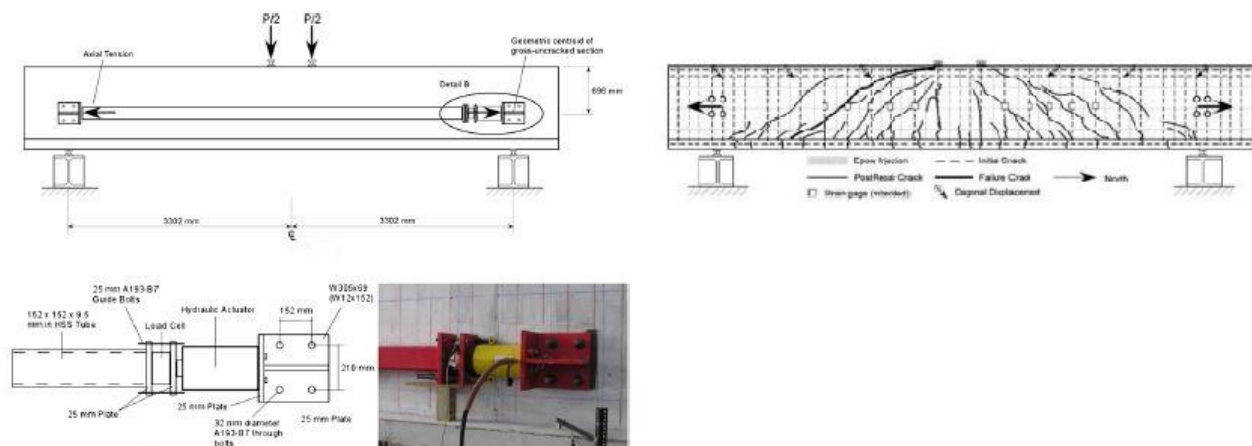 P/2
P/2
Axial Tension
Geometric centroid of
gross-uncracked section
Detail B
696 mm
3302 mm
3302 mm
25 mm A193-B7
Guide Bolts
152 x 152 x 9.5
mm in HSS Tube
Load Cell
Hydraulic Actuator
W305x69
(W12x152)
152 mm
219 mm
25 mm Plate
25 mm Plate
25 mm Plate
32 mm diameter
A193-B7 through
bolts
Epoxy Injection
Initial Crack
Post Repair Crack
Failure Crack
North
Strain gage (intended)
Diagonal Displacement